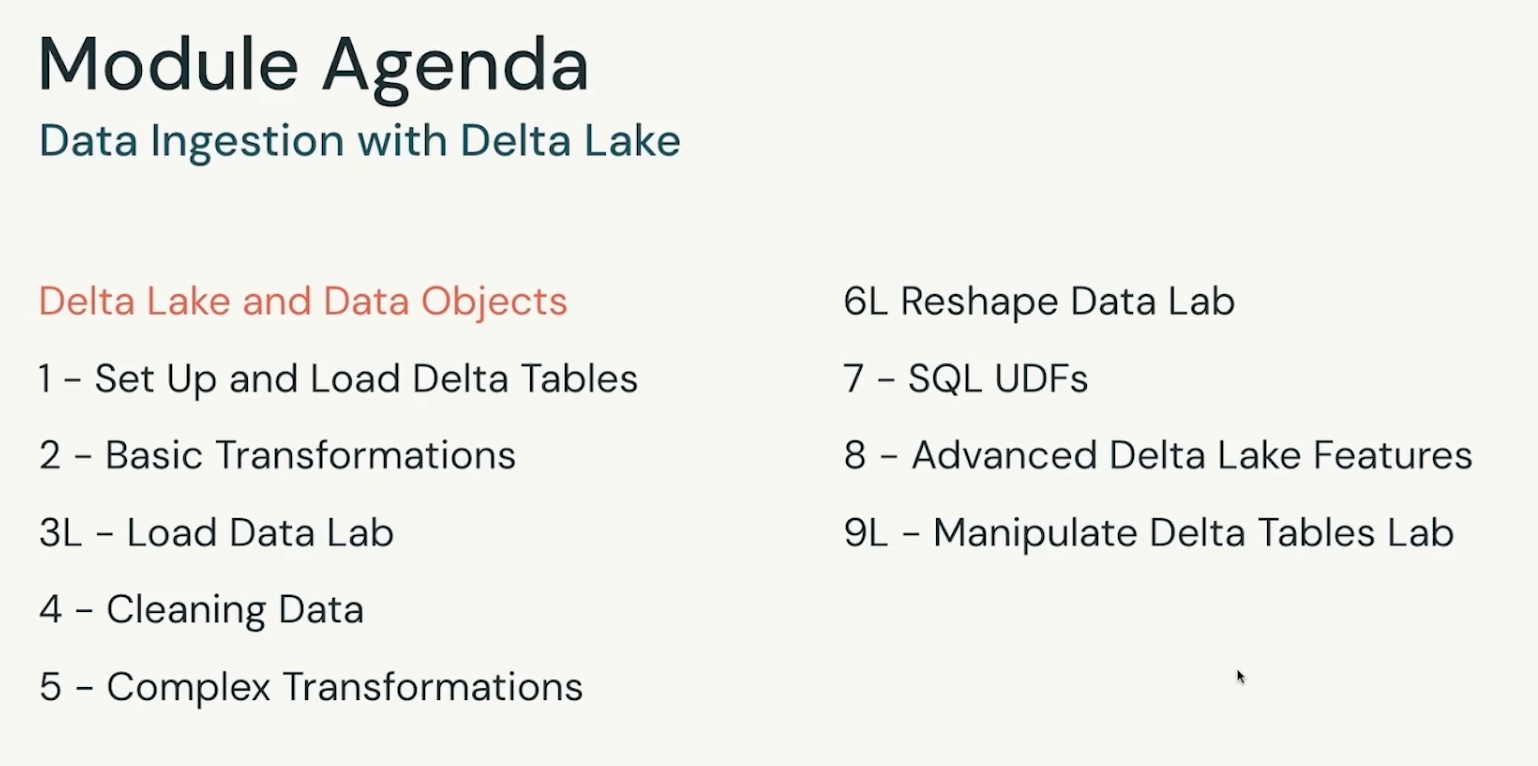 Module Agenda
Data Ingestion with Delta Lake
Delta Lake and Data Objects
1 – Set Up and Load Delta Tables
2 – Basic Transformations
3L – Load Data Lab
4 – Cleaning Data
5 – Complex Transformations
6L Reshape Data Lab
7 – SQL UDFs
8 – Advanced Delta Lake Features
9L – Manipulate Delta Tables Lab